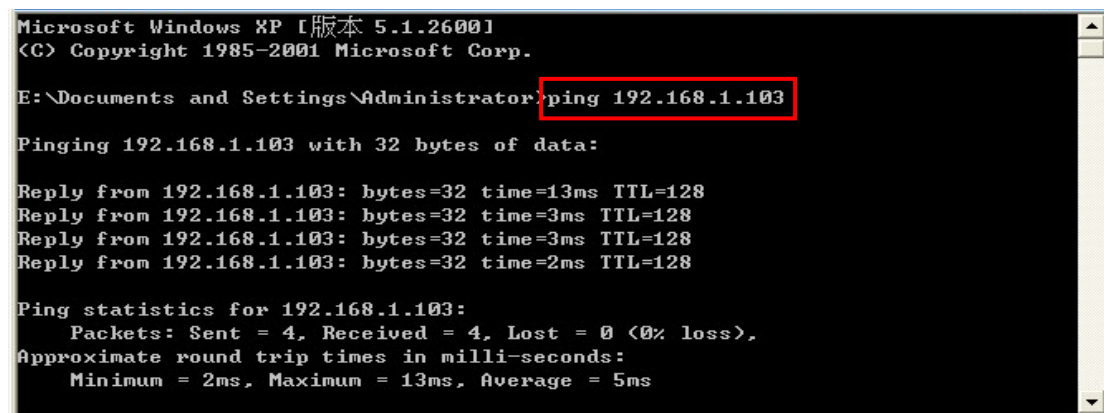 Microsoft Windows XP [版本 5.1.2600]
(C) Copyright 1985-2001 Microsoft Corp.
E:\Documents and Settings\Administrator>ping 192.168.1.103
Pinging 192.168.1.103 with 32 bytes of data:
Reply from 192.168.1.103: bytes=32 time=13ms TTL=128
Reply from 192.168.1.103: bytes=32 time=3ms TTL=128
Reply from 192.168.1.103: bytes=32 time=3ms TTL=128
Reply from 192.168.1.103: bytes=32 time=2ms TTL=128
Ping statistics for 192.168.1.103:
Packets: Sent = 4, Received = 4, Lost = 0 (0% loss),
Approximate round trip times in milli-seconds:
Minimum = 2ms, Maximum = 13ms, Average = 5ms